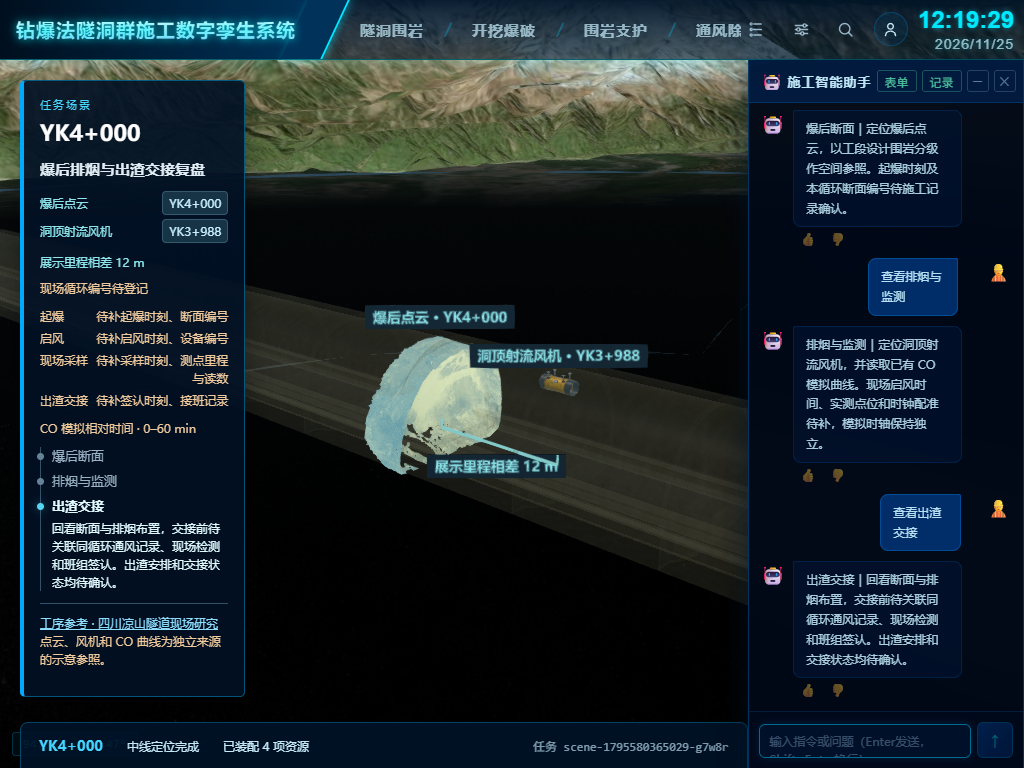 钻爆法隧洞群施工数字孪生系统
隧洞围岩 / 开挖爆破 / 围岩支护 / 通风除
12:19:29
2026/11/25
任务场景
YK4+000
爆后排烟与出渣交接复盘
爆后点云 YK4+000
洞顶射流风机 YK3+988
展示里程相差 12 m
现场循环编号待登记
起爆 待补起爆时刻、断面编号
启风 待补启风时刻、设备编号
现场采样 待补采样时刻、测点里程
与读数
出渣交接 待补签认时刻、接班记录
CO 模拟相对时间 · 0–60 min
爆后断面
排烟与监测
出渣交接
回看断面与排烟布置，交接前待
关联同循环通风记录、现场检测
和班组签认。出渣安排和交接状
态均待确认。
工序参考 · 四川凉山隧道现场研究
点云、风机和 CO 曲线为独立来源
的示意参照。
爆后点云 · YK4+000
洞顶射流风机 · YK3+988
展示里程相差 12 m
YK4+000 中线定位完成 已装配 4 项资源
任务 scene-1795580365029-g7w8r
施工智能助手 表单 记录
爆后断面 | 定位爆后点
云，以工段设计围岩分级
作空间参照。起爆时刻及
本循环断面编号待施工记
录确认。
查看排烟与
监测
排烟与监测 | 定位洞顶射
流风机，并读取已有 CO
模拟曲线。现场启风时
间、实测点位和时钟配准
待补，模拟时轴保持独
立。
查看出渣
交接
出渣交接 | 回看断面与排
烟布置，交接前待关联同
循环通风记录、现场检测
和班组签认。出渣安排和
交接状态均待确认。
输入指令或问题（Enter发送，